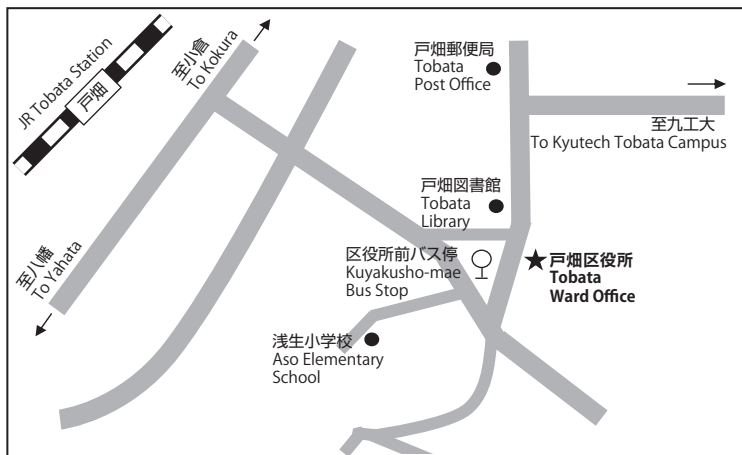 JR Tobata Station
戸畑
至小倉
To Kokura
戸畑郵便局
Tobata
Post Office
至九工大
To Kyutech Tobata Campus
戸畑図書館
Tobata
Library
至八幡
To Yahata
区役所前バス停
Kuyakusho-mae
Bus Stop
戸畑区役所
Tobata
Ward Office
浅生小学校
Aso Elementary
School